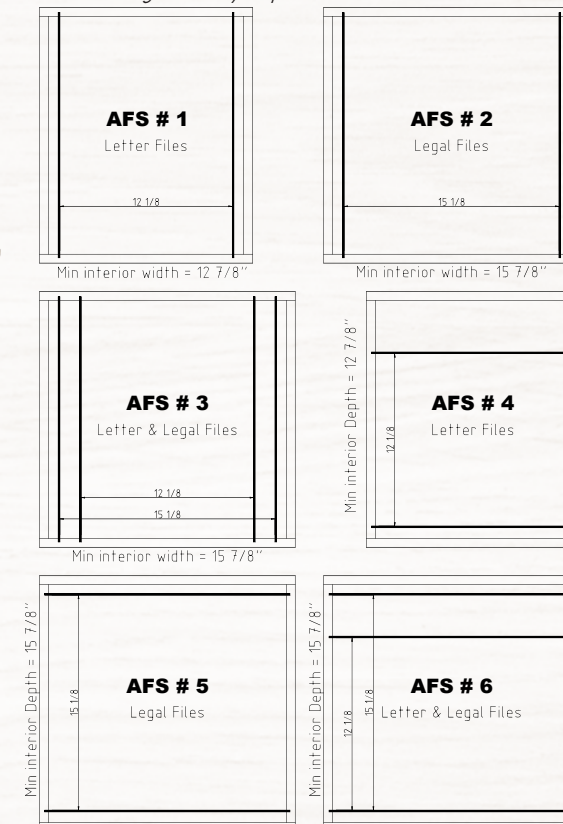 AFS # 1
Letter Files
12 1/8
Min interior width = 12 7/8"
AFS # 2
Legal Files
15 1/8
Min interior width = 15 7/8"
AFS # 3
Letter & Legal Files
12 1/8
15 1/8
Min interior width = 15 7/8"
Min interior Depth = 12 7/8"
12 1/8
AFS # 4
Letter Files
Min interior Depth = 15 7/8"
15 1/8
AFS # 5
Legal Files
Min interior Depth = 15 7/8"
12 1/8
15 1/8
AFS # 6
Letter & Legal Files